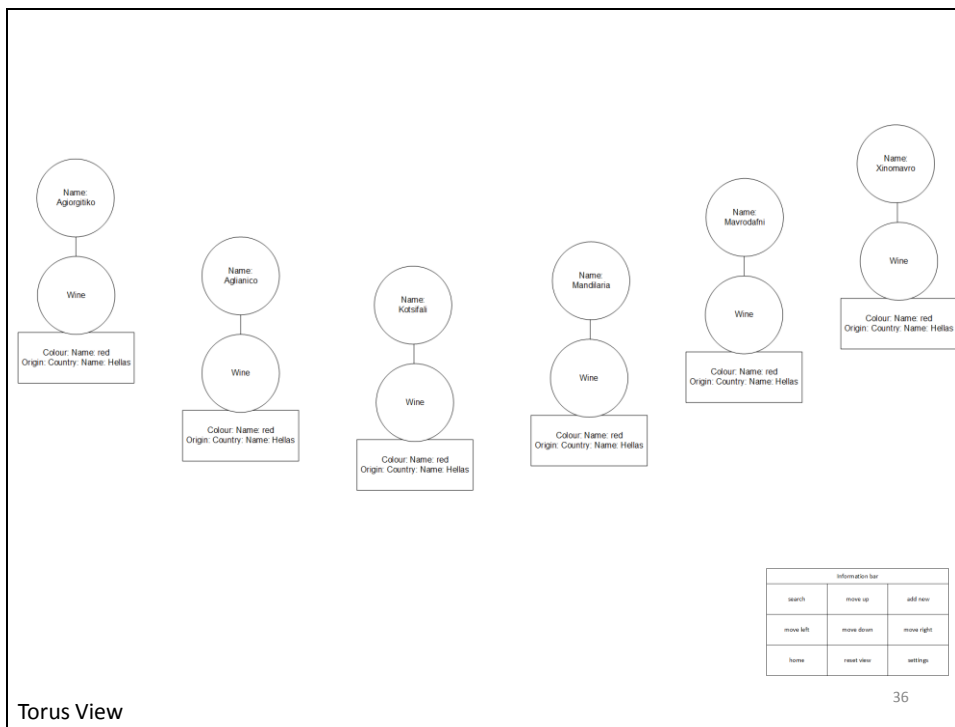 Name:
Agiorgitiko
Wine
Colour: Name: red
Origin: Country: Name: Hellas
Name:
Aglianico
Wine
Colour: Name: red
Origin: Country: Name: Hellas
Name:
Kotsifali
Wine
Colour: Name: red
Origin: Country: Name: Hellas
Name:
Mandilaria
Wine
Colour: Name: red
Origin: Country: Name: Hellas
Name:
Mavrodafni
Wine
Colour: Name: red
Origin: Country: Name: Hellas
Name:
Xinomavro
Wine
Colour: Name: red
Origin: Country: Name: Hellas
Information bar
search move up add new
move left move down move right
home reset view settings
36
Torus View